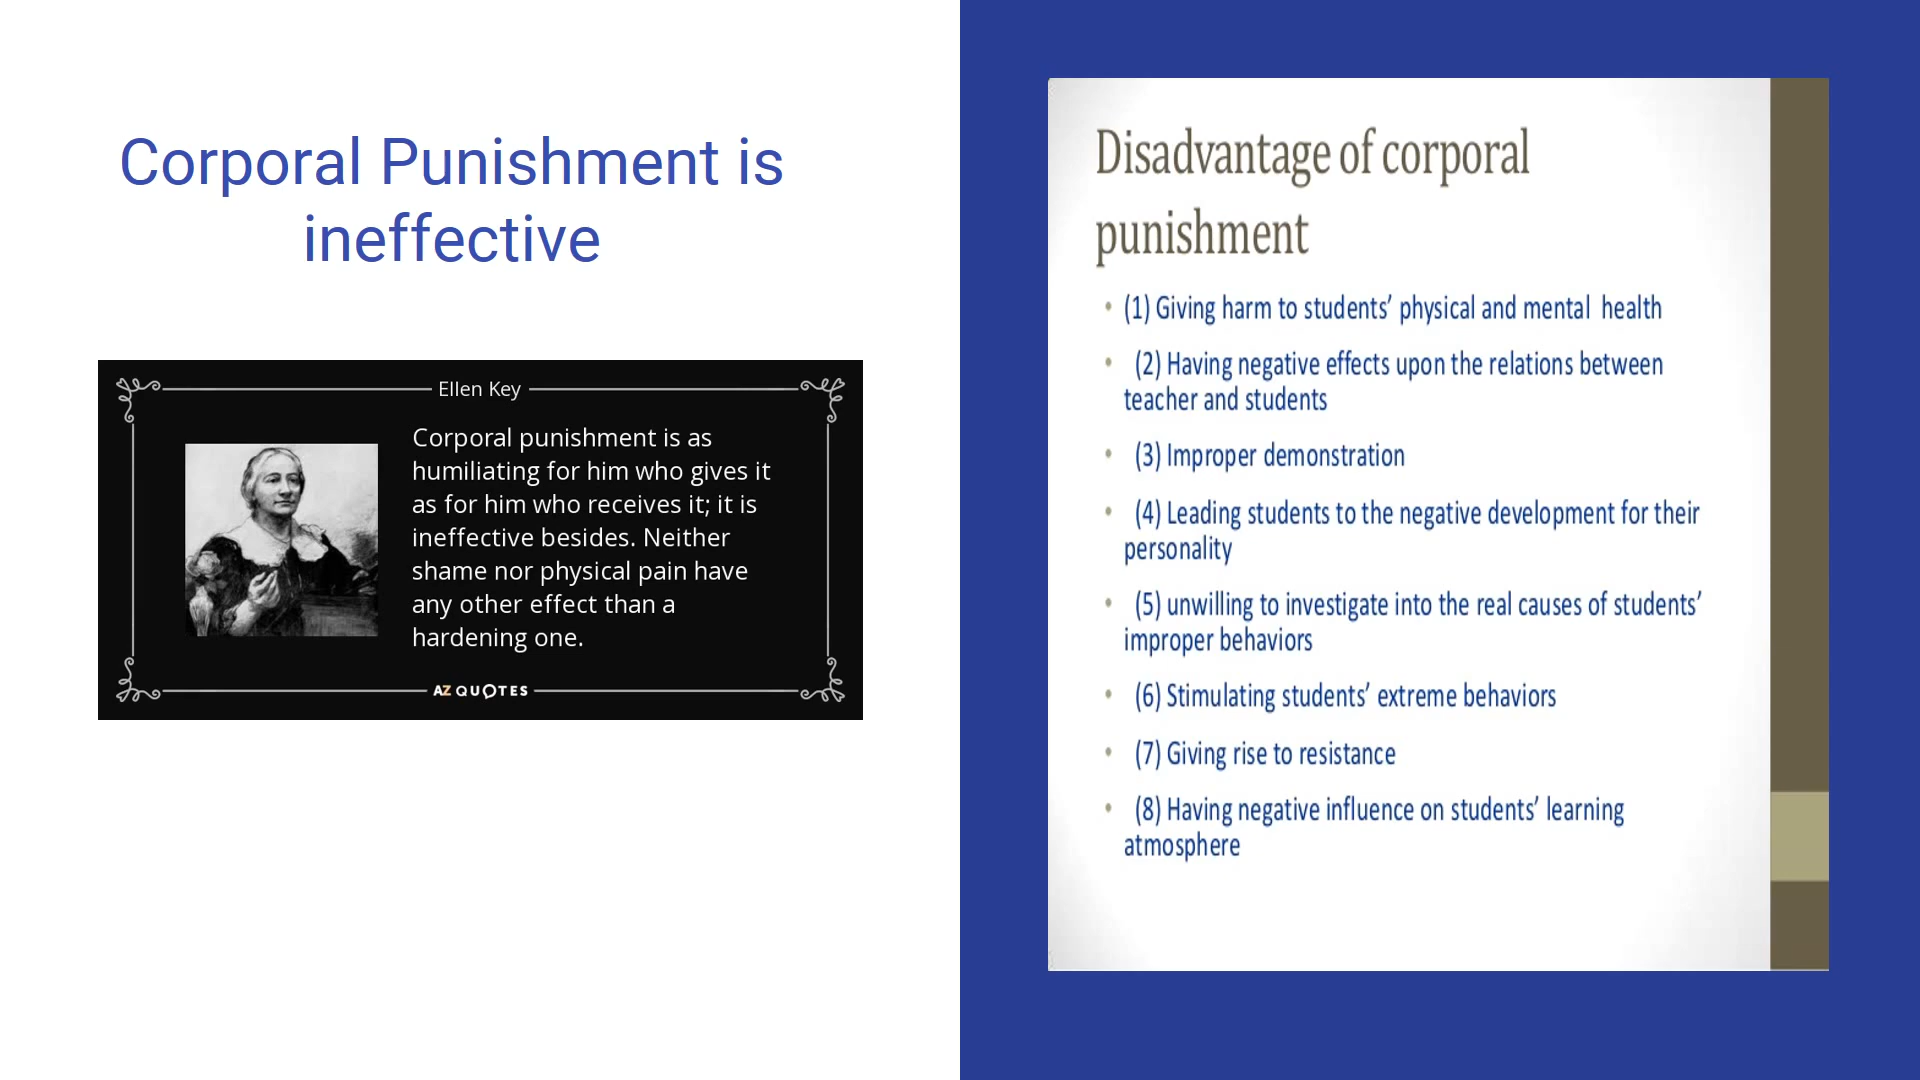 Corporal Punishment is
ineffective
Ellen Key
Corporal punishment is as
humiliating for him who gives it
as for him who receives it; it is
ineffective besides. Neither
shame nor physical pain have
any other effect than a
hardening one.
AZ QUOTES
Disadvantage of corporal
punishment
• (1) Giving harm to students’ physical and mental health
• (2) Having negative effects upon the relations between
teacher and students
• (3) Improper demonstration
• (4) Leading students to the negative development for their
personality
• (5) unwilling to investigate into the real causes of students’
improper behaviors
• (6) Stimulating students’ extreme behaviors
• (7) Giving rise to resistance
• (8) Having negative influence on students’ learning
atmosphere